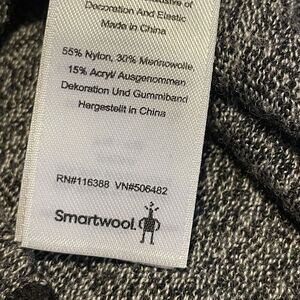 Decoration And Elastic
Made in China
55% Nylon, 30% Merinowolle,
15% Acryl/ Ausgenommen
Dekoration Und Gummiband
Hergestellt in China
RN#116388 VN#506482
Smartwool.